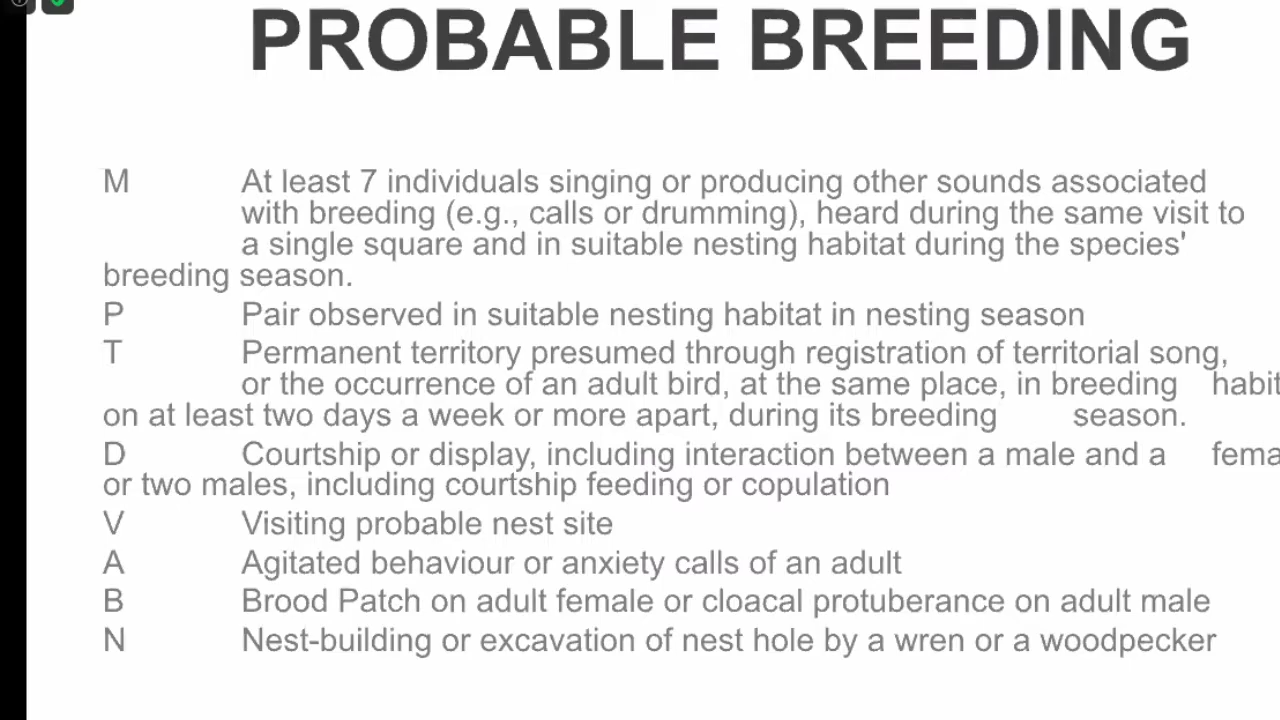 PROBABLE BREEDING
M At least 7 individuals singing or producing other sounds associated
with breeding (e.g., calls or drumming), heard during the same visit to
a single square and in suitable nesting habitat during the species'
breeding season.
P Pair observed in suitable nesting habitat in nesting season
T Permanent territory presumed through registration of territorial song,
or the occurrence of an adult bird, at the same place, in breeding
on at least two days a week or more apart, during its breeding season.
D Courtship or display, including interaction between a male and a
or two males, including courtship feeding or copulation
V Visiting probable nest site
A Agitated behaviour or anxiety calls of an adult
B Brood Patch on adult female or cloacal protuberance on adult male
N Nest-building or excavation of nest hole by a wren or a woodpecker